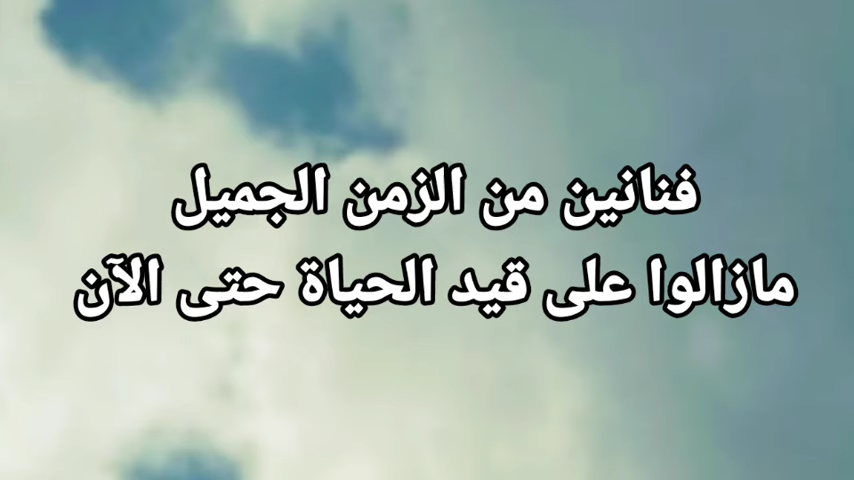 فنانين من الزمن الجميل
مازالوا على قيد الحياة حتى الآن